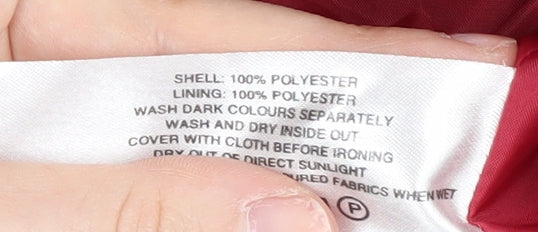 SHELL: 100% POLYESTER
LINING: 100% POLYESTER
WASH DARK COLOURS SEPARATELY
WASH AND DRY INSIDE OUT
COVER WITH CLOTH BEFORE IRONING
DRY OUT OF DIRECT SUNLIGHT
FABRICS WHEN WET
P